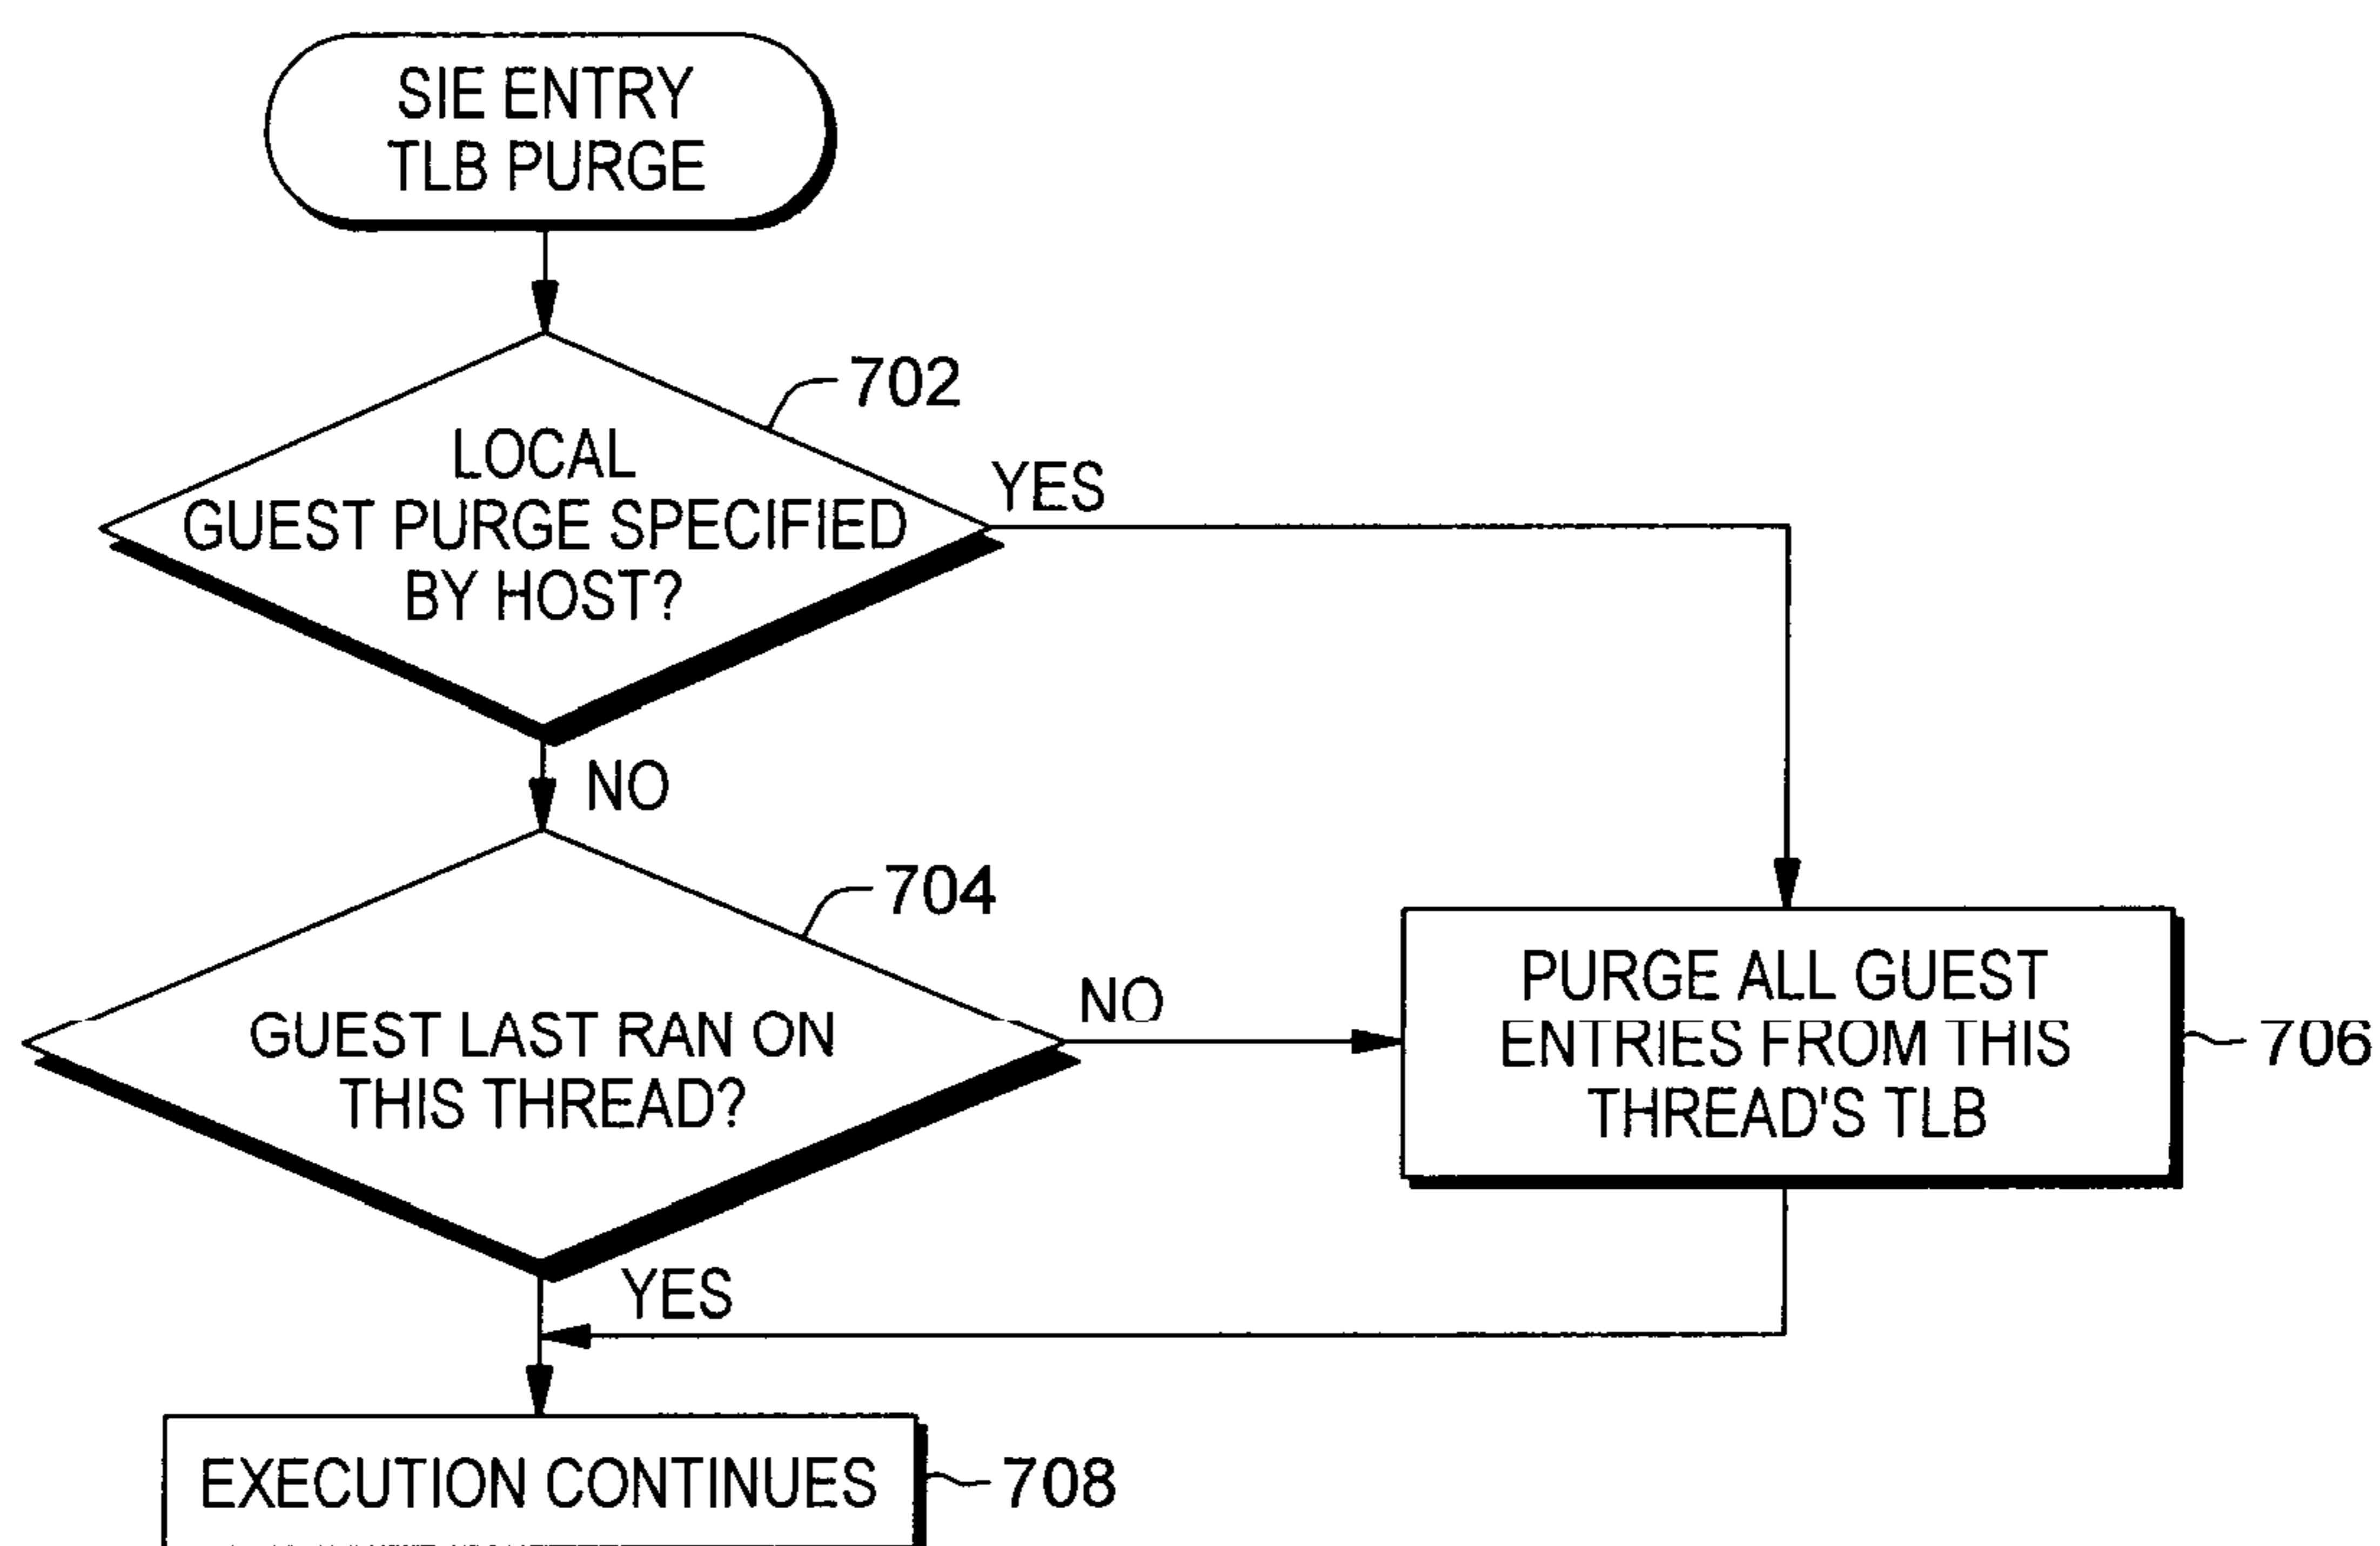 SIE ENTRY
TLB PURGE
702
LOCAL
GUEST PURGE SPECIFIED
BY HOST?
YES
NO
704
GUEST LAST RAN ON
THIS THREAD?
NO
PURGE ALL GUEST
ENTRIES FROM THIS
THREAD'S TLB
706
YES
EXECUTION CONTINUES
708